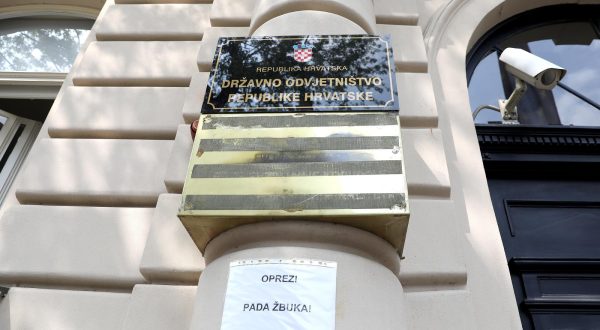 REPUBLIKA HRVATSKA
DRŽAVNO ODVJETNIŠTVO
REPUBLIKE HRVATSKE
OPREZ!
PADA ŽBUKA!